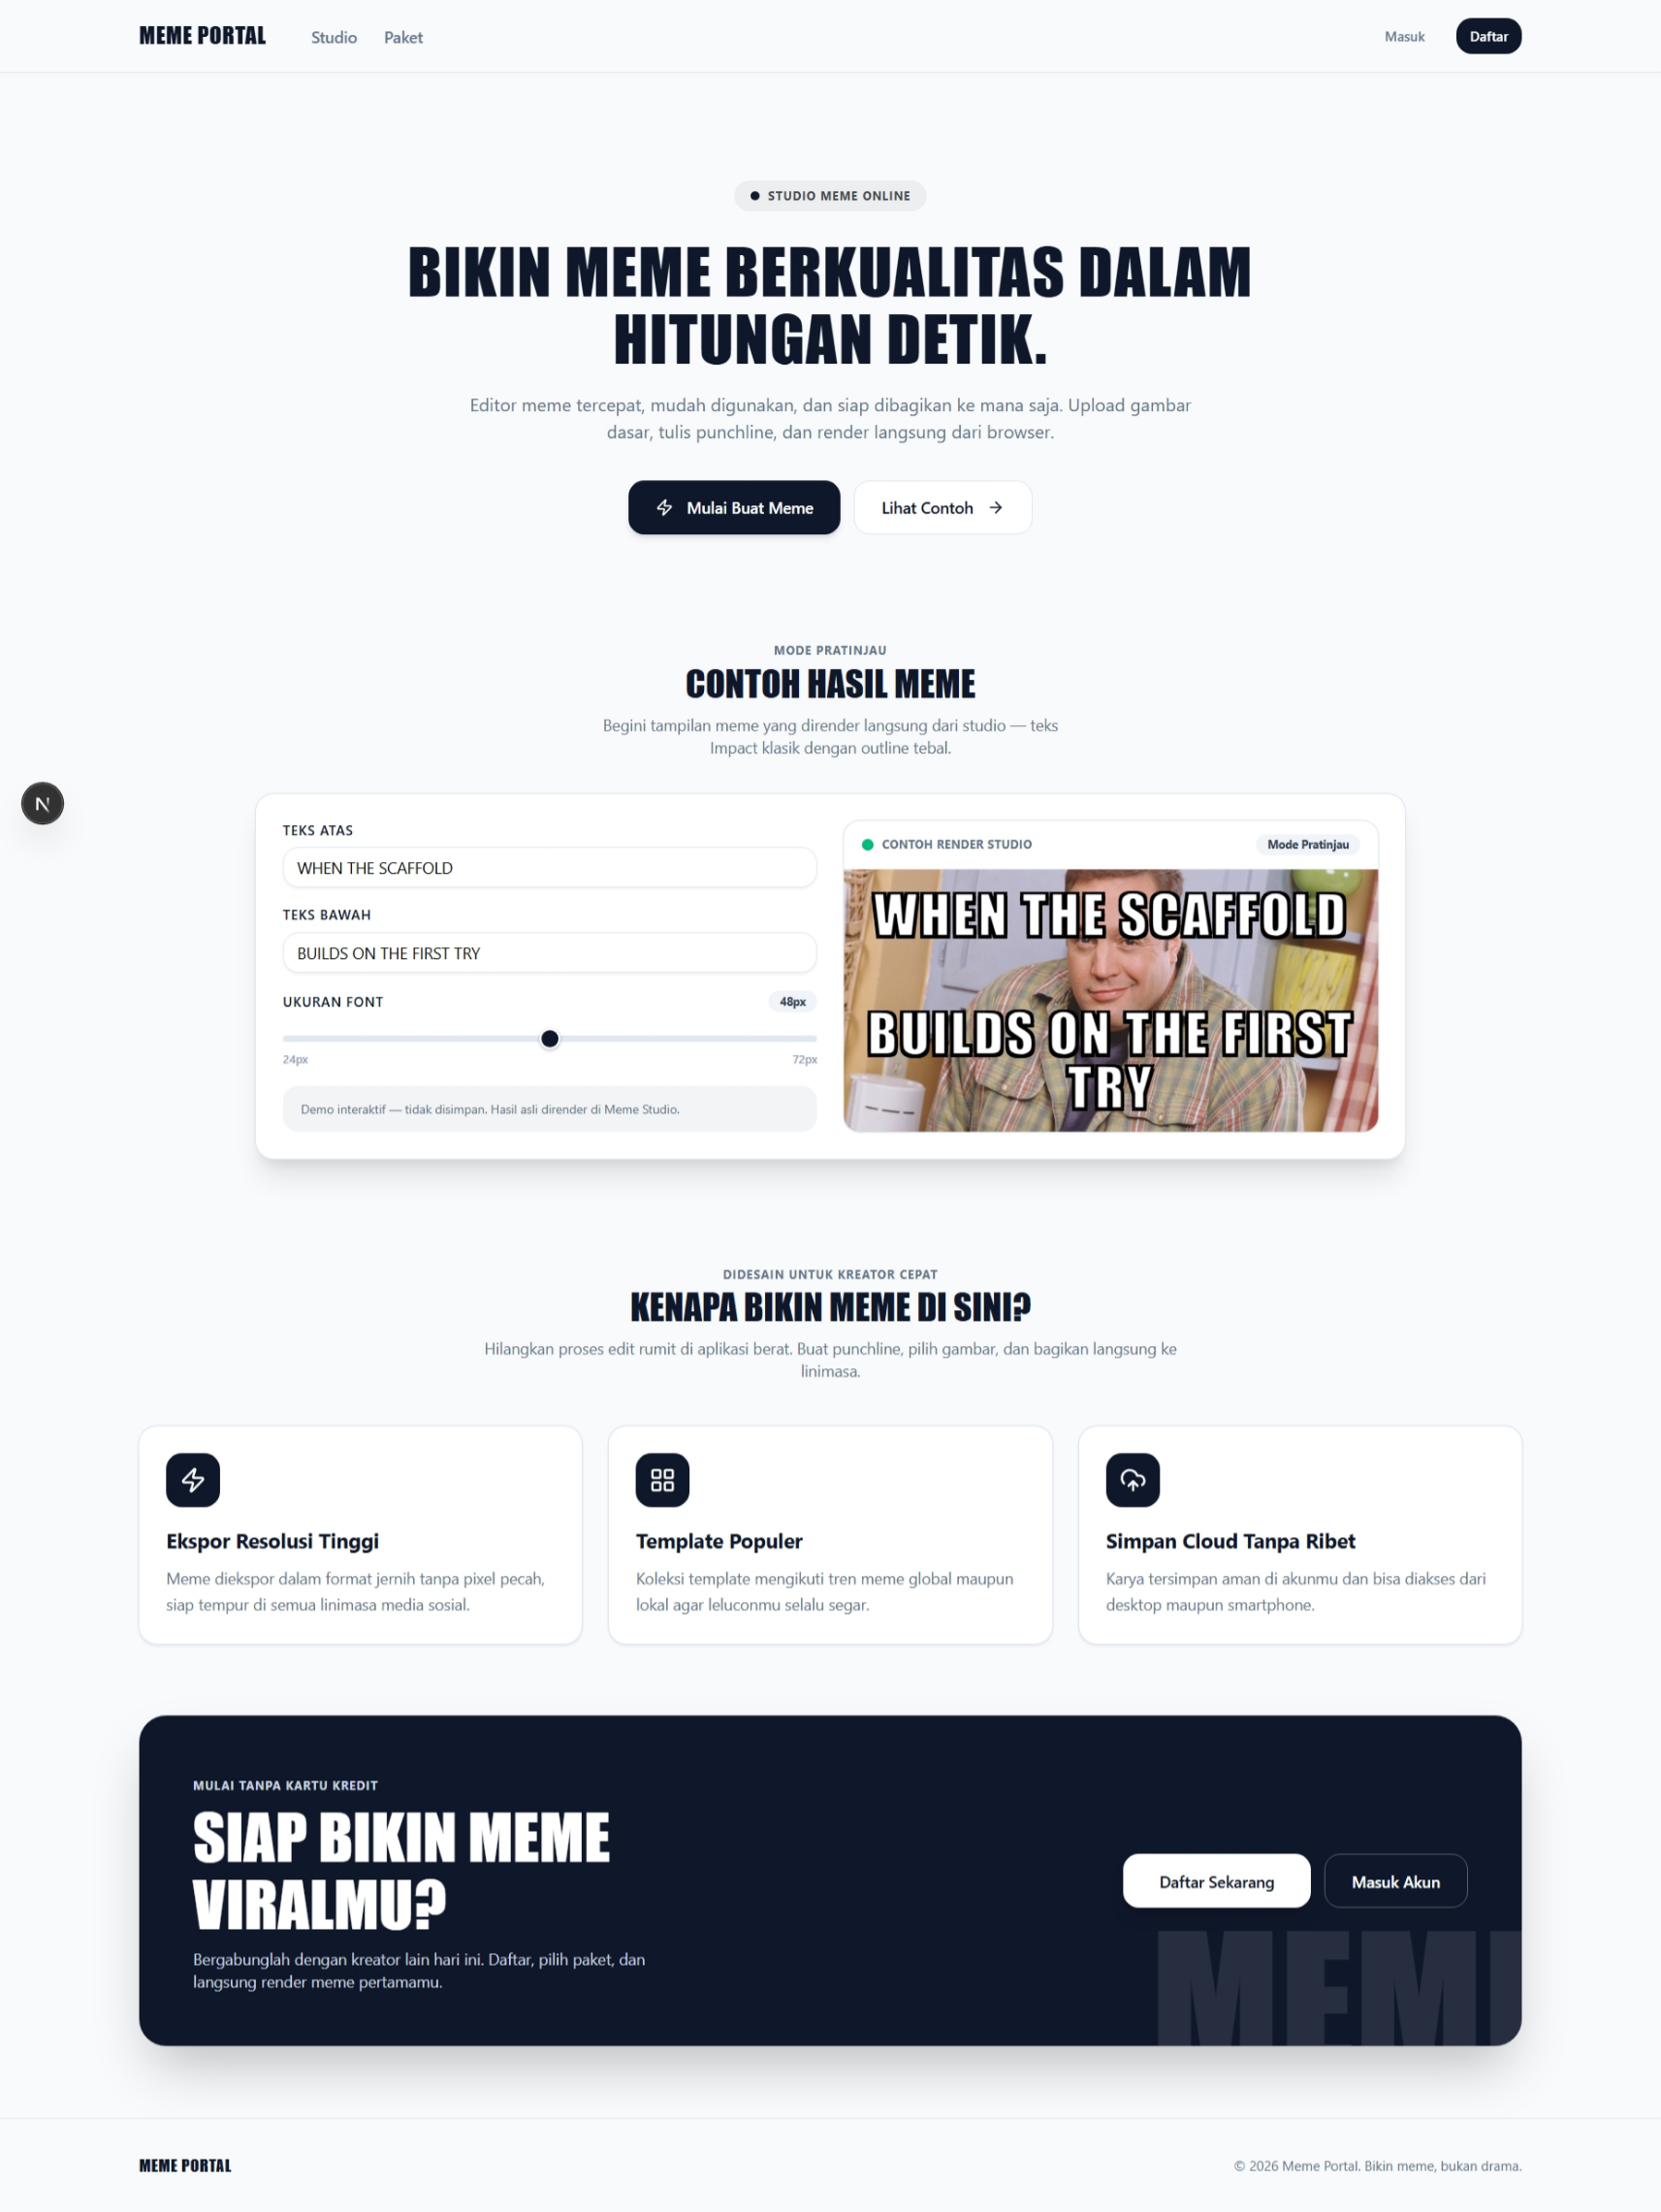 MEME PORTAL
Studio
Paket
Masuk
Daftar
STUDIO MEME ONLINE
BIKIN MEME BERKUALITAS DALAM
HITUNGAN DETIK.
Editor meme tercepat, mudah digunakan, dan siap dibagikan ke mana saja. Upload gambar
dasar, tulis punchline, dan render langsung dari browser.
Mulai Buat Meme
Lihat Contoh
MODE PRATINJAU
CONTOH HASIL MEME
Begini tampilan meme yang dirender langsung dari studio — teks
Impact klasik dengan outline tebal.
N
TEKS ATAS
WHEN THE SCAFFOLD
TEKS BAWAH
BUILDS ON THE FIRST TRY
UKURAN FONT
48px
24px
72px
Demo interaktif — tidak disimpan. Hasil asli dirender di Meme Studio.
CONTOH RENDER STUDIO
Mode Pratinjau
WHEN THE SCAFFOLD
BUILDS ON THE FIRST
TRY
DIDESAIN UNTUK KREATOR CEPAT
KENAPA BIKIN MEME DI SINI?
Hilangkan proses edit rumit di aplikasi berat. Buat punchline, pilih gambar, dan bagikan langsung ke
linimasa.
Ekspor Resolusi Tinggi
Meme diekspor dalam format jernih tanpa pixel pecah,
siap tempur di semua linimasa media sosial.
Template Populer
Koleksi template mengikuti tren meme global maupun
lokal agar leluconmu selalu segar.
Simpan Cloud Tanpa Ribet
Karya tersimpan aman di akunmu dan bisa diakses dari
desktop maupun smartphone.
MULAI TANPA KARTU KREDIT
SIAP BIKIN MEME
VIRALMU?
Bergabunglah dengan kreator lain hari ini. Daftar, pilih paket, dan
langsung render meme pertamamu.
Daftar Sekarang
Masuk Akun
MEME
MEME PORTAL
© 2026 Meme Portal. Bikin meme, bukan drama.